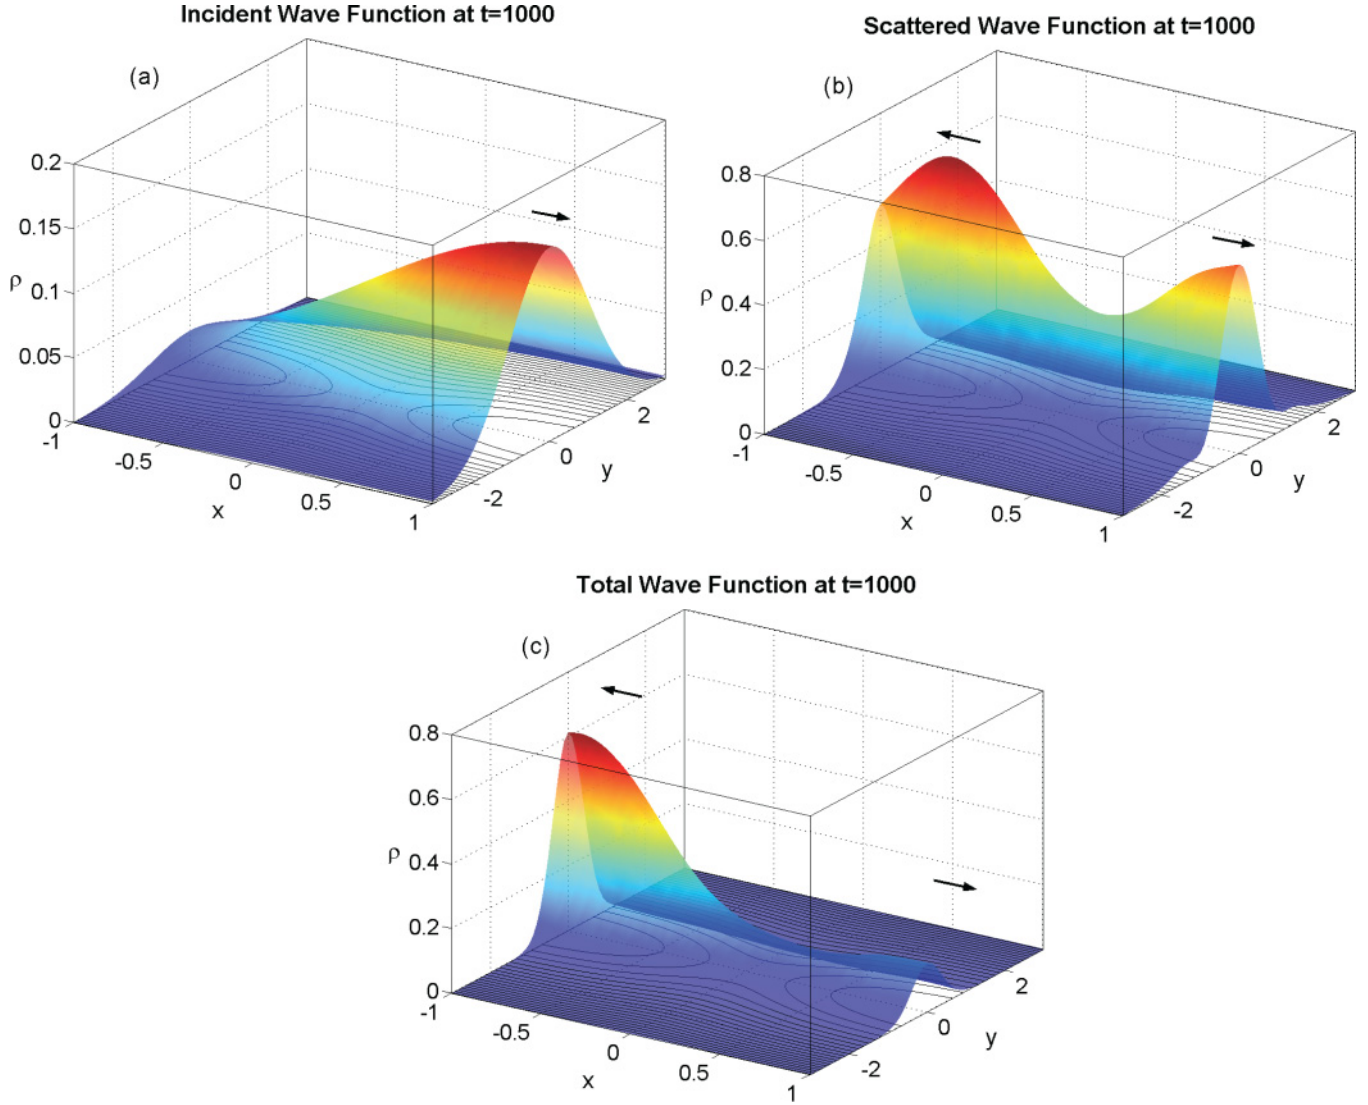 Incident Wave Function at t=1000
(a)
0.2
0.15
0.1
0.05
0
ρ
-1
-0.5
0
0.5
1
x
-2
0
2
y
Scattered Wave Function at t=1000
(b)
0.8
0.6
0.4
0.2
0
ρ
-1
-0.5
0
0.5
1
x
-2
0
2
y
Total Wave Function at t=1000
(c)
0.8
0.6
0.4
0.2
0
ρ
-1
-0.5
0
0.5
1
x
-2
0
2
y